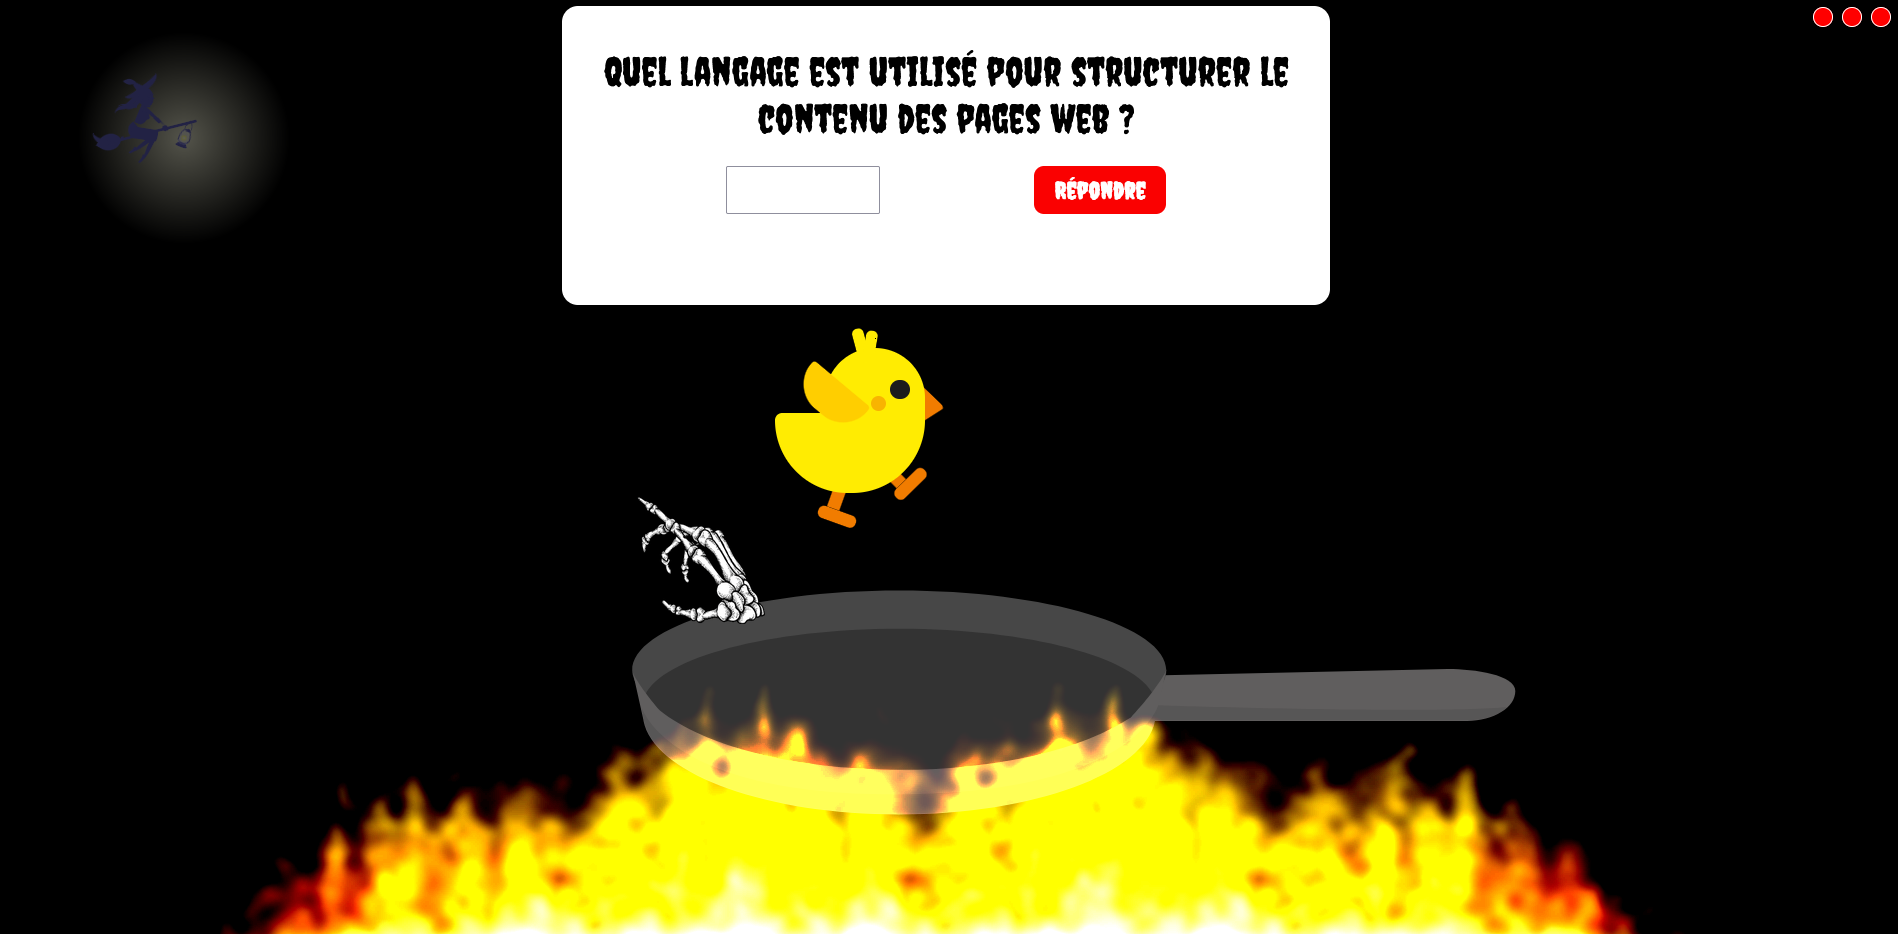 QUEL LANGAGE EST UTILISÉ POUR STRUCTURER LE
CONTENU DES PAGES WEB ?
RÉPONDRE